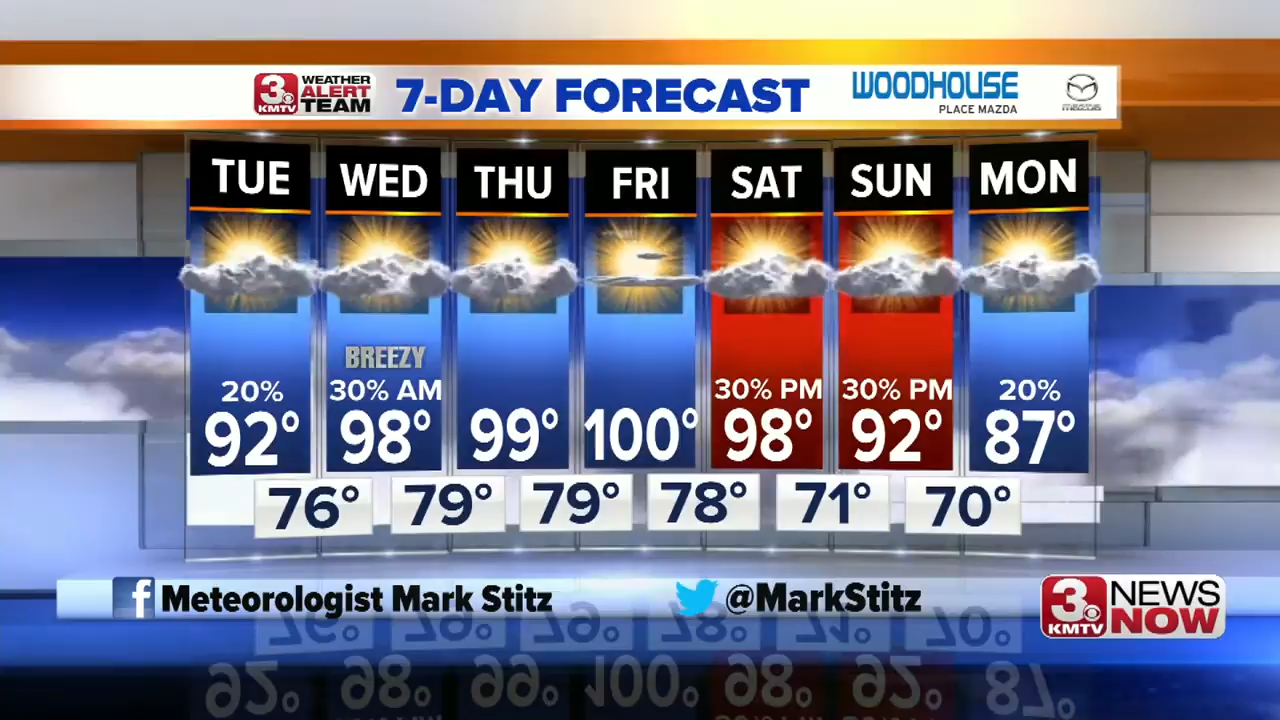 3 KMTV WEATHER ALERT TEAM 7-DAY FORECAST WOODHOUSE PLACE MAZDA mazda
TUE WED THU FRI SAT SUN MON
BREEZY
20% 30% AM 30% PM 30% PM 20%
92° 98° 99° 100° 98° 92° 87°
76° 79° 79° 78° 71° 70°
f Meteorologist Mark Stitz @MarkStitz 3 KMTV NEWS NOW